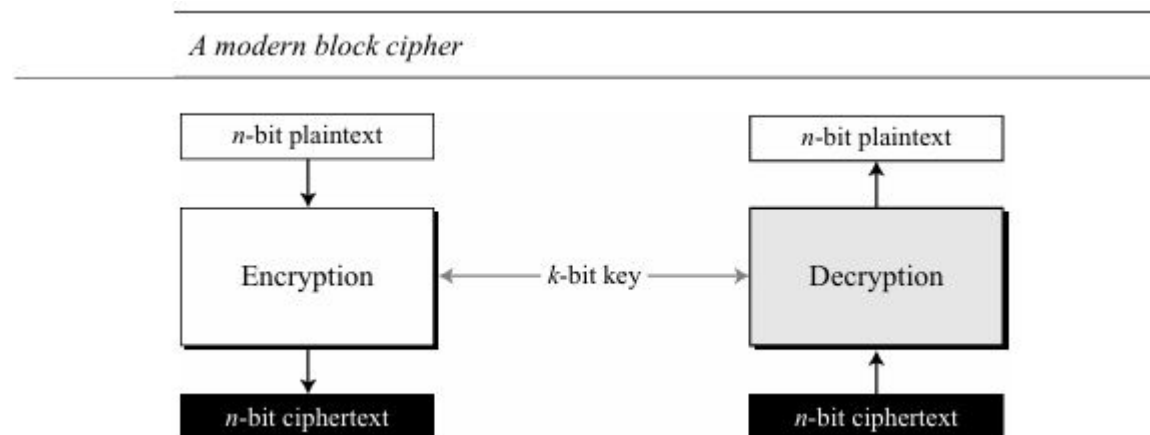 A modern block cipher
n-bit plaintext
n-bit plaintext
Encryption
k-bit key
Decryption
n-bit ciphertext
n-bit ciphertext